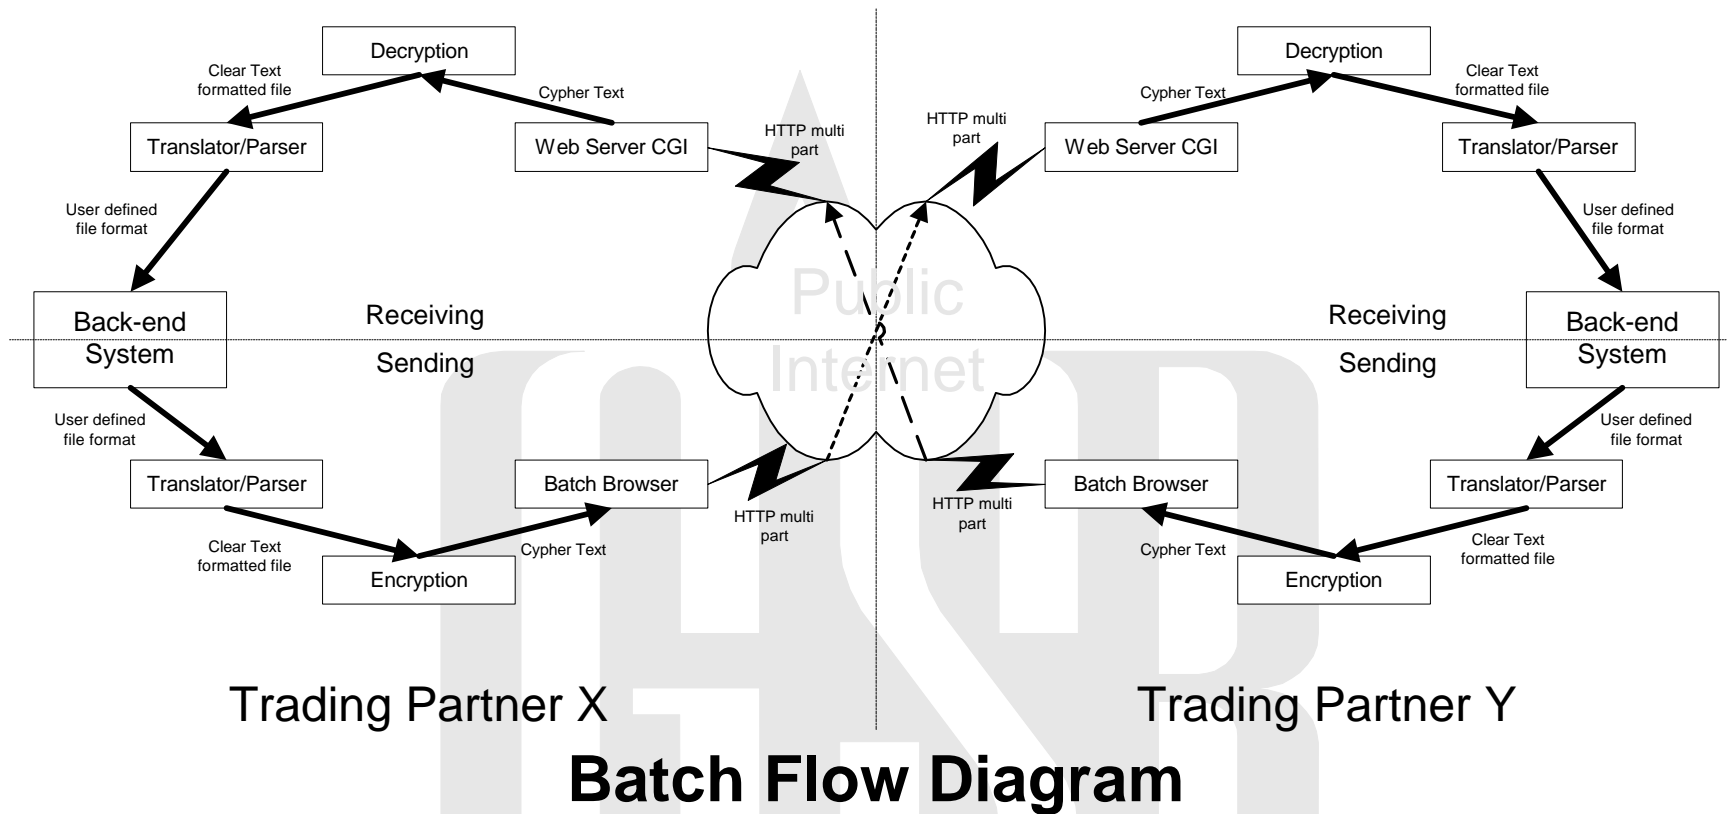 Decryption
Clear Text
formatted file
Cypher Text
Translator/Parser
Web Server CGI
HTTP multi
part
User defined
file format
Back-end
System
Receiving
Sending
User defined
file format
Translator/Parser
Batch Browser
HTTP multi
part
Clear Text
formatted file
Cypher Text
Encryption
Trading Partner X
Public
Internet
Decryption
Cypher Text
Clear Text
formatted file
HTTP multi
part
Web Server CGI
Translator/Parser
User defined
file format
Receiving
Sending
Back-end
System
User defined
file format
Batch Browser
Translator/Parser
HTTP multi
part
Cypher Text
Clear Text
formatted file
Encryption
Trading Partner Y
Batch Flow Diagram